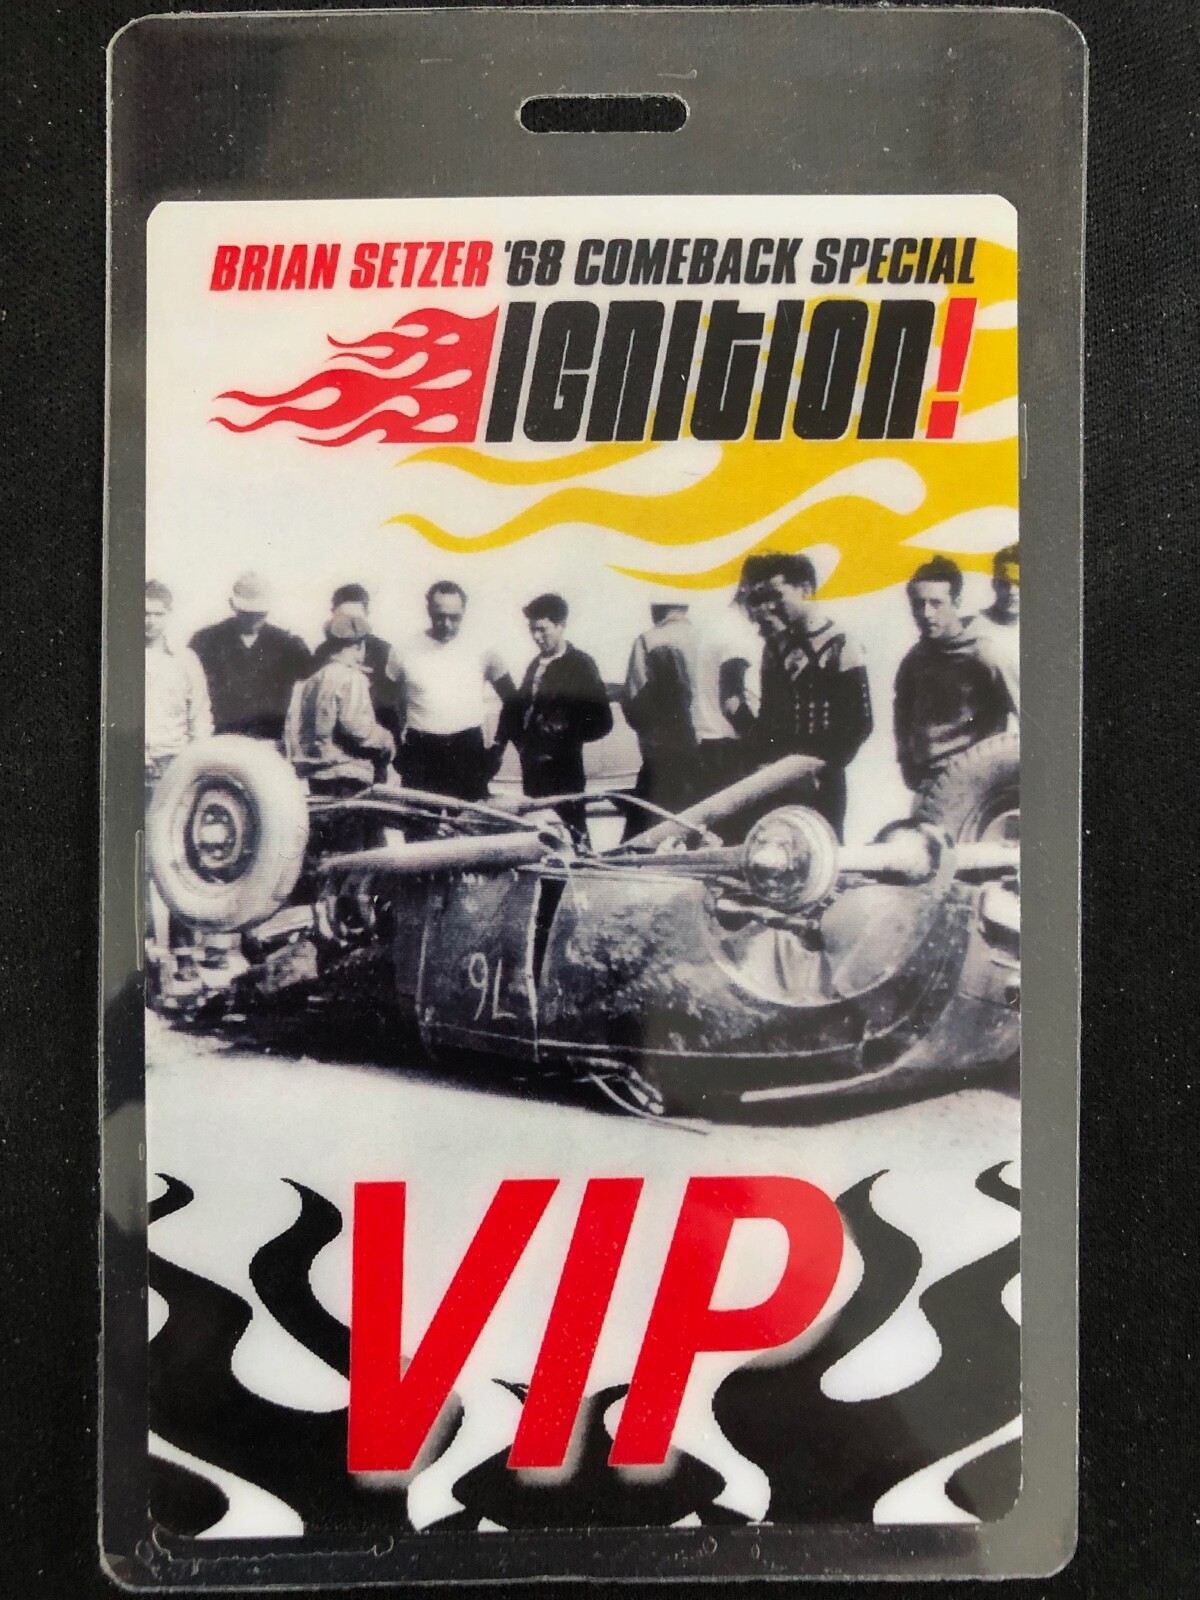 BRIAN SETZER '68 COMEBACK SPECIAL
IGNITION!
9L
VIP